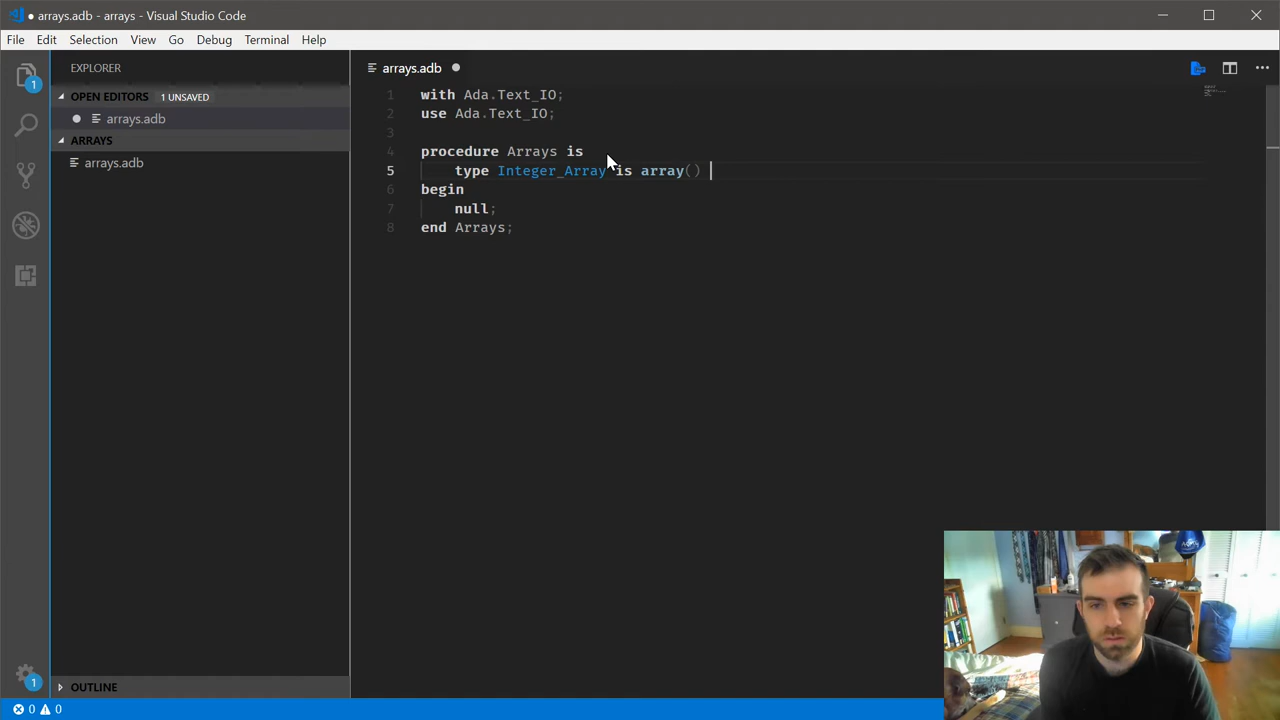 ● arrays.adb - arrays - Visual Studio Code
File Edit Selection View Go Debug Terminal Help
EXPLORER
OPEN EDITORS 1 UNSAVED
● arrays.adb
ARRAYS
arrays.adb
OUTLINE
1
1
arrays.adb ●
1 with Ada.Text_IO;
2 use Ada.Text_IO;
3
4 procedure Arrays is
5 type Integer_Array is array()
6 begin
7 null;
8 end Arrays;
0 0